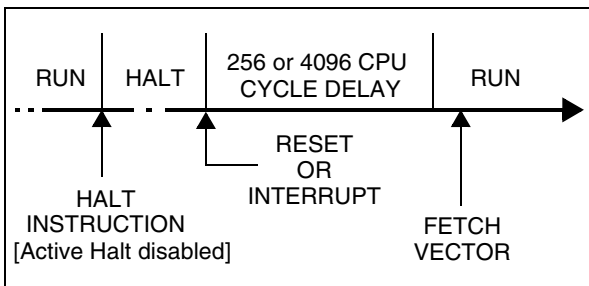 RUN
HALT
256 or 4096 CPU
CYCLE DELAY
RUN
RESET
OR
INTERRUPT
HALT
INSTRUCTION
[Active Halt disabled]
FETCH
VECTOR